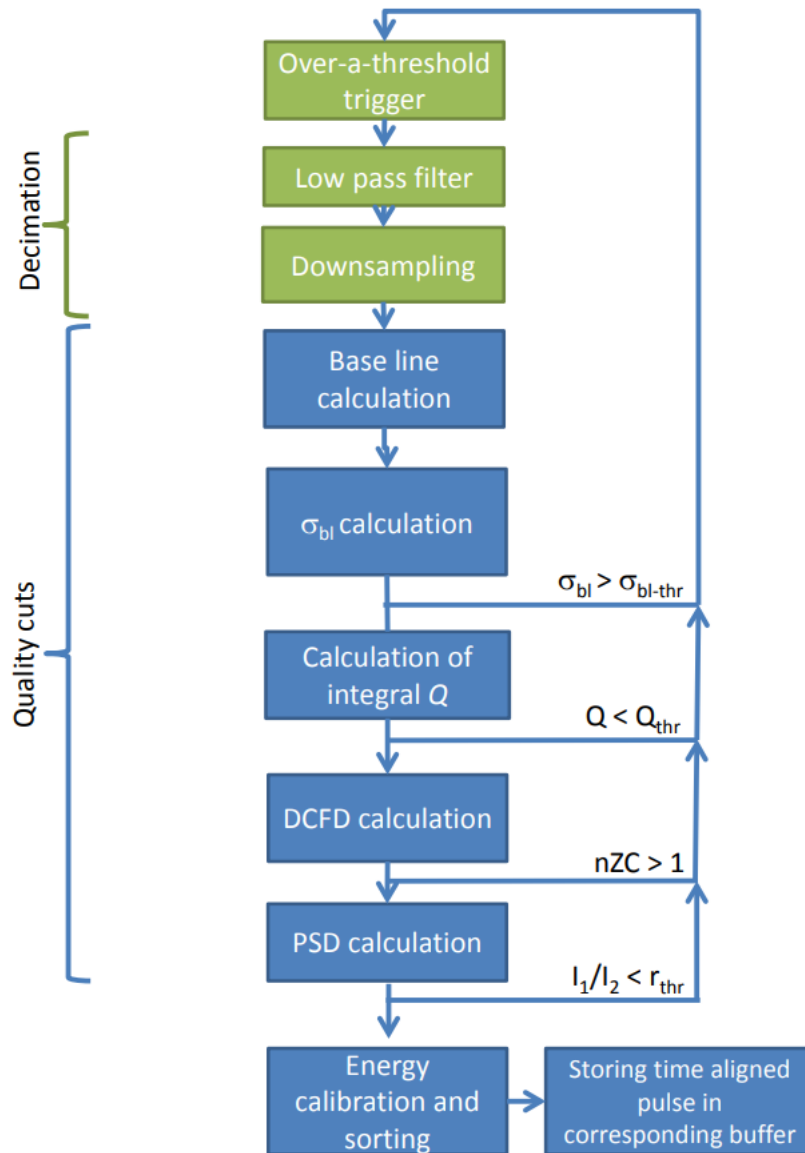 Over-a-threshold
trigger
Decimation
Low pass filter
Downsampling
Quality cuts
Base line
calculation
σbl calculation
σbl > σbl-thr
Calculation of
integral Q
Q < Qthr
DCFD calculation
nZC > 1
PSD calculation
I1/I2 < rthr
Energy
calibration and
sorting
Storing time aligned
pulse in
corresponding buffer